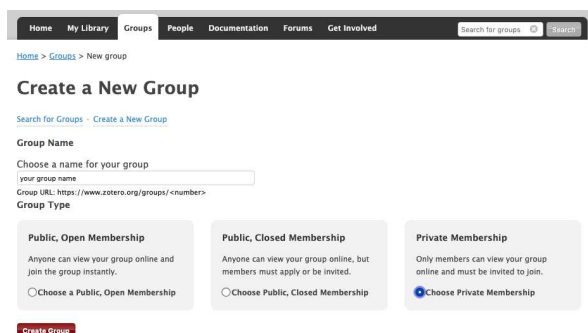 Home My Library Groups People Documentation Forums Get Involved Search for groups Search
Home > Groups > New group
Create a New Group
Search for Groups · Create a New Group
Group Name
Choose a name for your group
your group name
Group URL: https://www.zotero.org/groups/<number>
Group Type
Public, Open Membership
Anyone can view your group online and
join the group instantly.
Choose a Public, Open Membership
Public, Closed Membership
Anyone can view your group online, but
members must apply or be invited.
Choose Public, Closed Membership
Private Membership
Only members can view your group
online and must be invited to join.
Choose Private Membership
Create Group